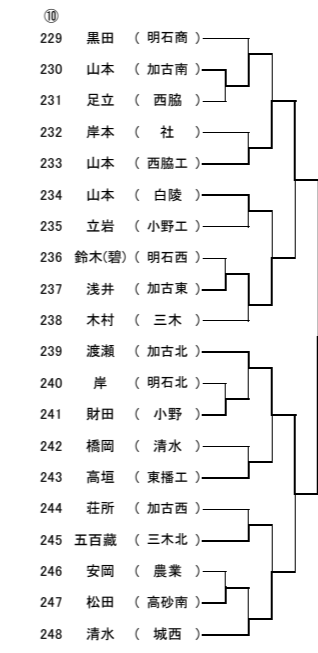 ⑩
229 黒田 ( 明石商 )
230 山本 ( 加古南 )
231 足立 ( 西脇 )
232 岸本 ( 社 )
233 山本 ( 西脇工 )
234 山本 ( 白陵 )
235 立岩 ( 小野工 )
236 鈴木(碧) ( 明石西 )
237 浅井 ( 加古東 )
238 木村 ( 三木 )
239 渡瀬 ( 加古北 )
240 岸 ( 明石北 )
241 財田 ( 小野 )
242 橋岡 ( 清水 )
243 高垣 ( 東播工 )
244 荘所 ( 加古西 )
245 五百藏 ( 三木北 )
246 安岡 ( 農業 )
247 松田 ( 高砂南 )
248 清水 ( 城西 )